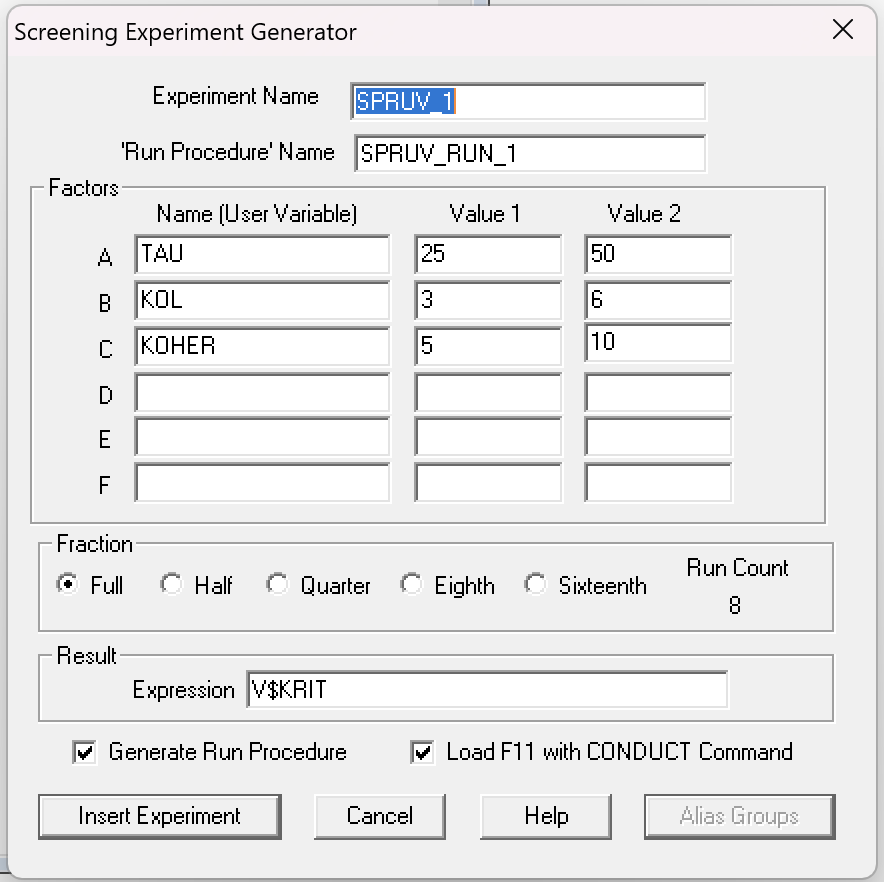 Screening Experiment Generator
Experiment Name SPRUV_1
'Run Procedure' Name SPRUV_RUN_1
Factors
Name (User Variable) Value 1 Value 2
A TAU 25 50
B KOL 3 6
C KOHER 5 10
D
E
F
Fraction
Full Half Quarter Eighth Sixteenth Run Count
8
Result
Expression V$KRIT
Generate Run Procedure Load F11 with CONDUCT Command
Insert Experiment Cancel Help Alias Groups